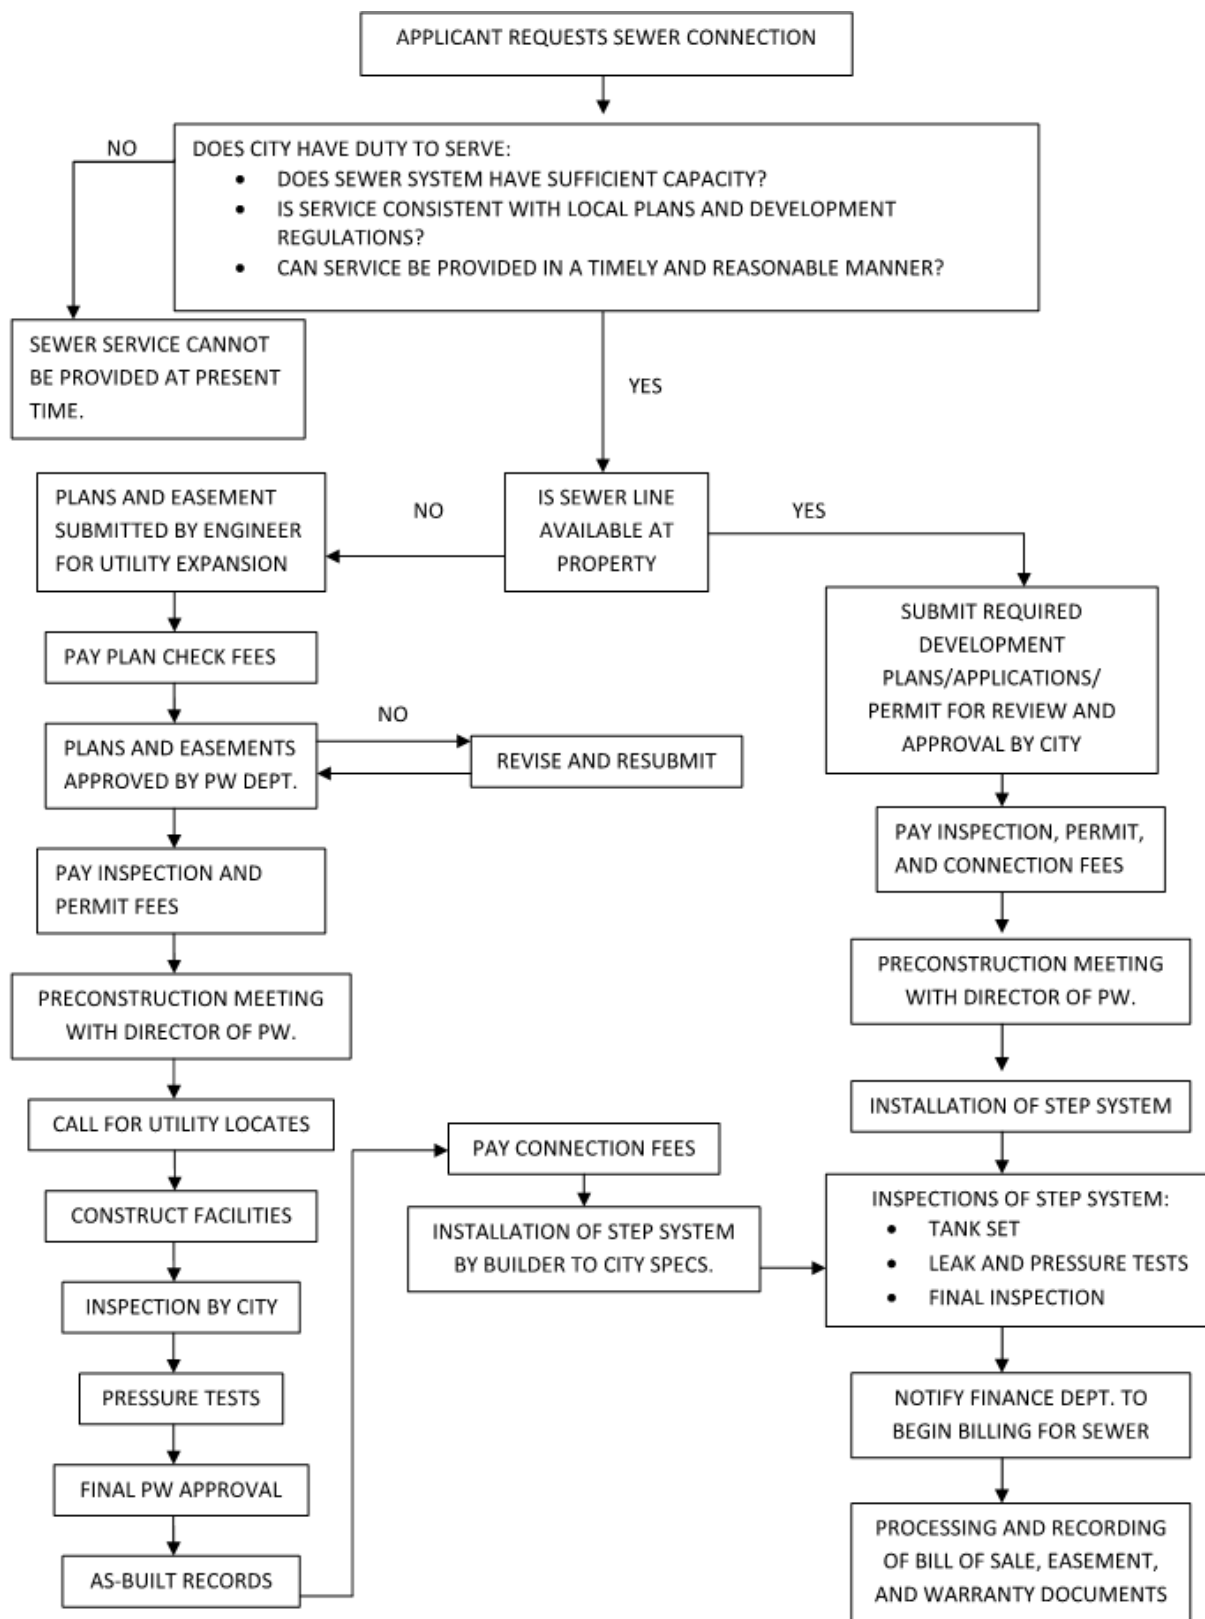 APPLICANT REQUESTS SEWER CONNECTION
NO
DOES CITY HAVE DUTY TO SERVE:
• DOES SEWER SYSTEM HAVE SUFFICIENT CAPACITY?
• IS SERVICE CONSISTENT WITH LOCAL PLANS AND DEVELOPMENT
REGULATIONS?
• CAN SERVICE BE PROVIDED IN A TIMELY AND REASONABLE MANNER?
SEWER SERVICE CANNOT
BE PROVIDED AT PRESENT
TIME.
YES
IS SEWER LINE
AVAILABLE AT
PROPERTY
NO
YES
PLANS AND EASEMENT
SUBMITTED BY ENGINEER
FOR UTILITY EXPANSION
PAY PLAN CHECK FEES
PLANS AND EASEMENTS
APPROVED BY PW DEPT.
NO
REVISE AND RESUBMIT
PAY INSPECTION AND
PERMIT FEES
PRECONSTRUCTION MEETING
WITH DIRECTOR OF PW.
CALL FOR UTILITY LOCATES
CONSTRUCT FACILITIES
INSPECTION BY CITY
PRESSURE TESTS
FINAL PW APPROVAL
AS-BUILT RECORDS
PAY CONNECTION FEES
INSTALLATION OF STEP SYSTEM
BY BUILDER TO CITY SPECS.
SUBMIT REQUIRED
DEVELOPMENT
PLANS/APPLICATIONS/
PERMIT FOR REVIEW AND
APPROVAL BY CITY
PAY INSPECTION, PERMIT,
AND CONNECTION FEES
PRECONSTRUCTION MEETING
WITH DIRECTOR OF PW.
INSTALLATION OF STEP SYSTEM
INSPECTIONS OF STEP SYSTEM:
• TANK SET
• LEAK AND PRESSURE TESTS
• FINAL INSPECTION
NOTIFY FINANCE DEPT. TO
BEGIN BILLING FOR SEWER
PROCESSING AND RECORDING
OF BILL OF SALE, EASEMENT,
AND WARRANTY DOCUMENTS